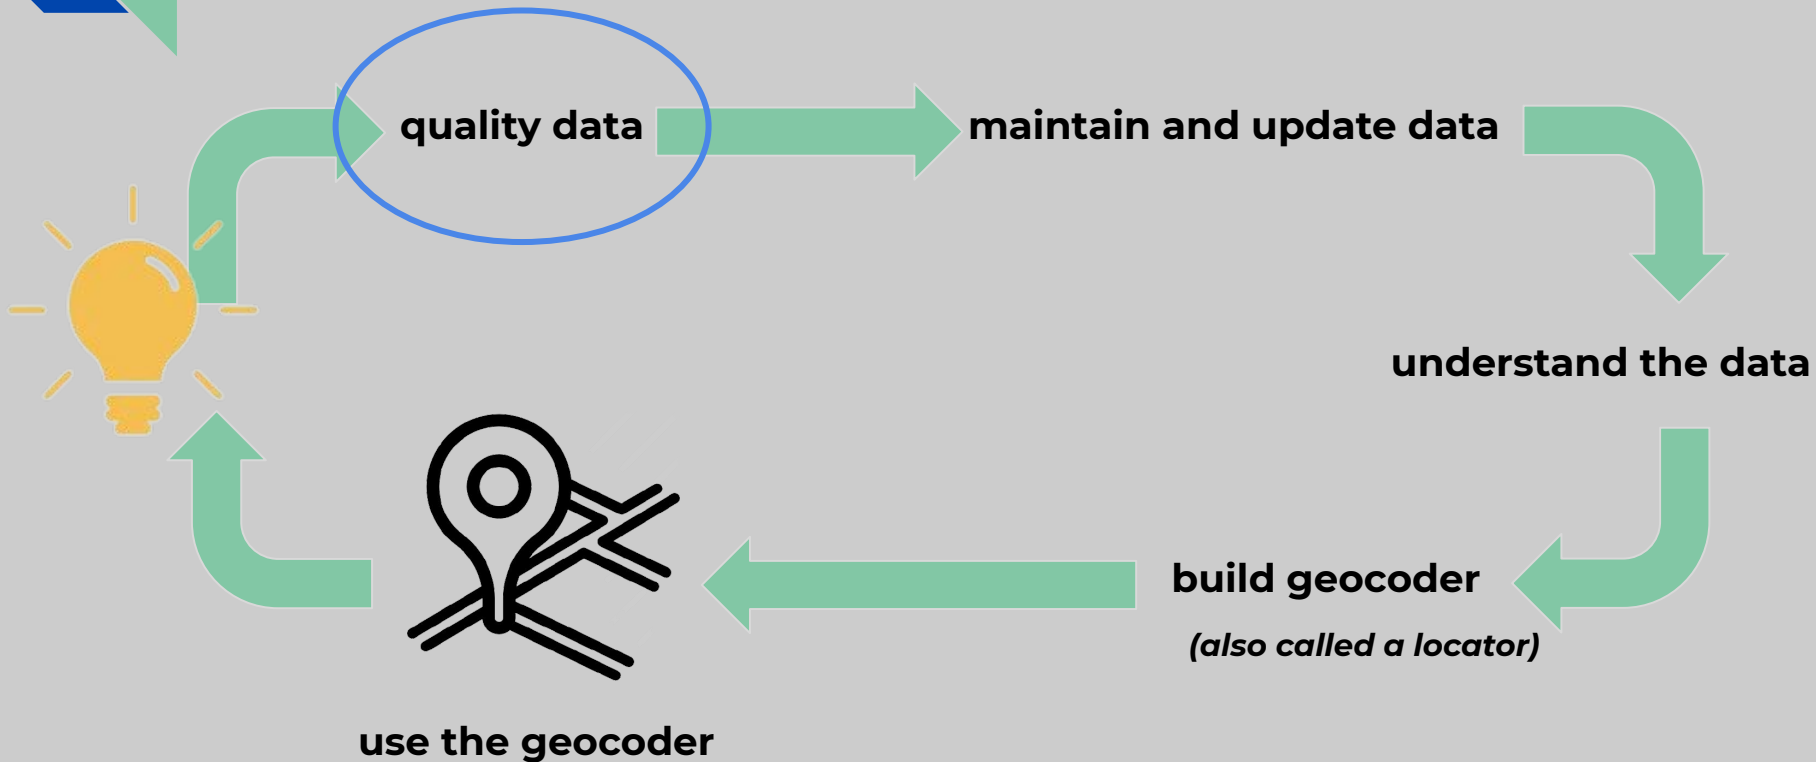 quality data
maintain and update data
understand the data
build geocoder
(also called a locator)
use the geocoder